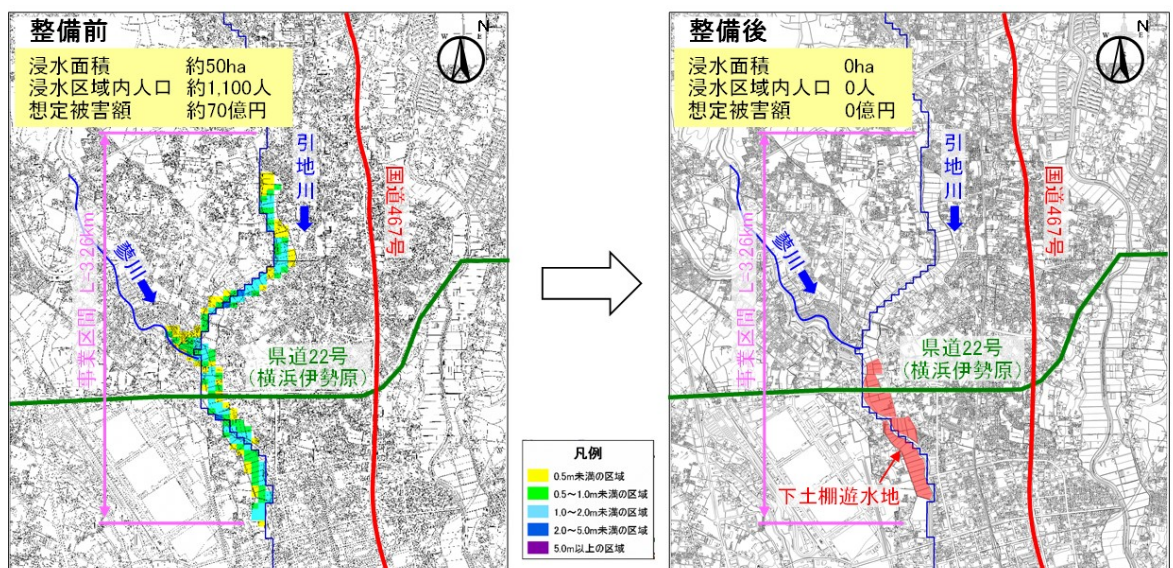 整備前
浸水面積 約50ha
浸水区域内人口 約1,100人
想定被害額 約70億円
N
W E
S
引地川
国道467号
蓼川
事業区間 L=3.26km
県道22号
(横浜伊勢原)
凡例
0.5m未満の区域
0.5～1.0m未満の区域
1.0～2.0m未満の区域
2.0～5.0m未満の区域
5.0m以上の区域
整備後
浸水面積 0ha
浸水区域内人口 0人
想定被害額 0億円
N
W E
S
引地川
国道467号
蓼川
事業区間 L=3.26km
県道22号
(横浜伊勢原)
下土棚遊水地